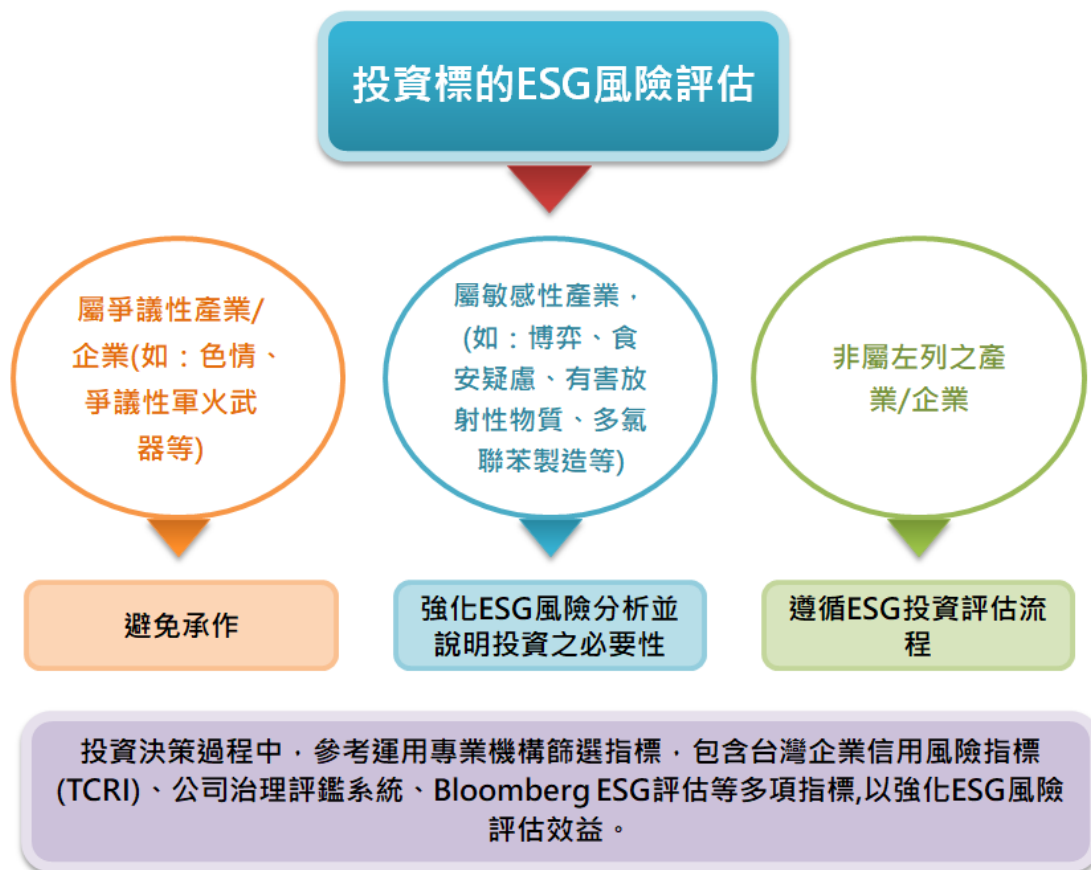 投資標的ESG風險評估
屬爭議性產業/
企業(如：色情、
爭議性軍火武
器等)
屬敏感性產業，
(如：博弈、食
安疑慮、有害放
射性物質、多氯
聯苯製造等)
非屬左列之產
業/企業
避免承作
強化ESG風險分析並
說明投資之必要性
遵循ESG投資評估流
程
投資決策過程中，參考運用專業機構篩選指標，包含台灣企業信用風險指標
(TCRI)、公司治理評鑑系統、Bloomberg ESG評估等多項指標,以強化ESG風險
評估效益。